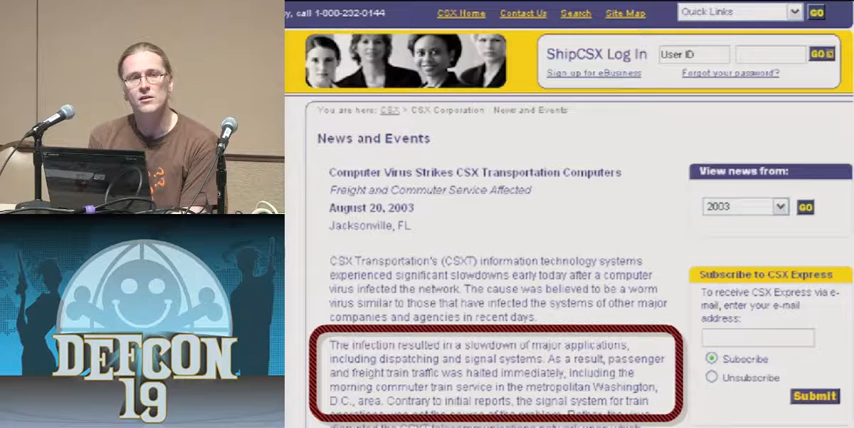 y, call 1-800-232-0144
CSX Home Contact Us Search Site Map
Quick Links
GO
ShipCSX Log In
User ID
GO
Sign up for eBusiness
Forgot your password?
You are here: CSX > CSX Corporation News and Events
News and Events
Computer Virus Strikes CSX Transportation Computers
Freight and Commuter Service Affected
August 20, 2003
Jacksonville, FL
CSX Transportation's (CSXT) information technology systems
experienced significant slowdowns early today after a computer
virus infected the network. The cause was believed to be a worm
virus similar to those that have infected the systems of other major
companies and agencies in recent days.
The infection resulted in a slowdown of major applications,
including dispatching and signal systems. As a result, passenger
and freight train traffic was halted immediately, including the
morning commuter train service in the metropolitan Washington,
D.C., area. Contrary to initial reports, the signal system for train
View news from:
2003
GO
Subscribe to CSX Express
To receive CSX Express via e-
mail, enter your e-mail
address:
Subscribe
Unsubscribe
Submit
DEFCON
19